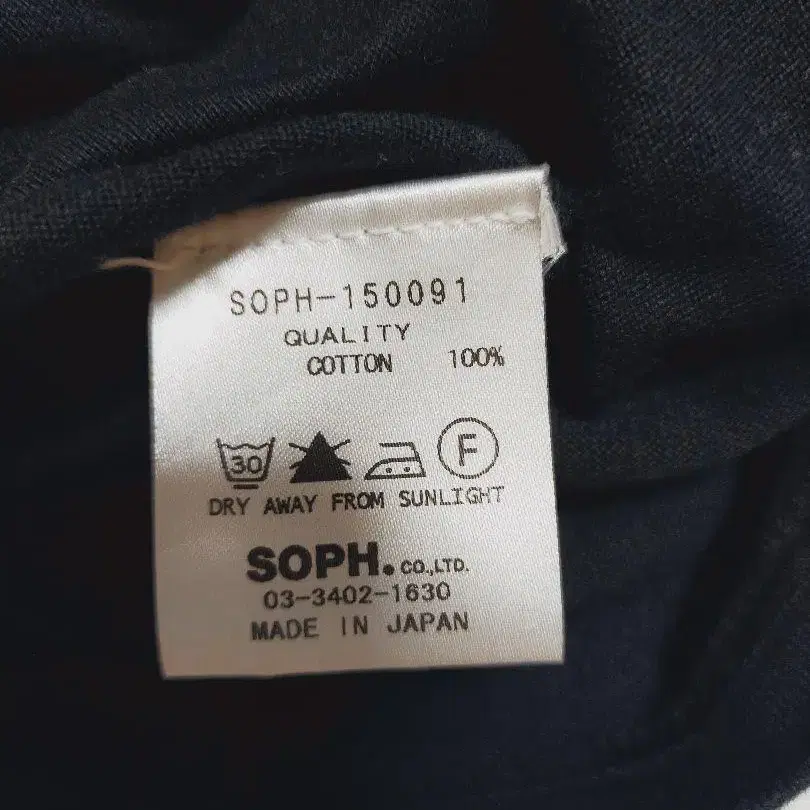 SOPH-150091
QUALITY
COTTON 100%
30 F
DRY AWAY FROM SUNLIGHT
SOPH. CO.,LTD.
03-3402-1630
MADE IN JAPAN